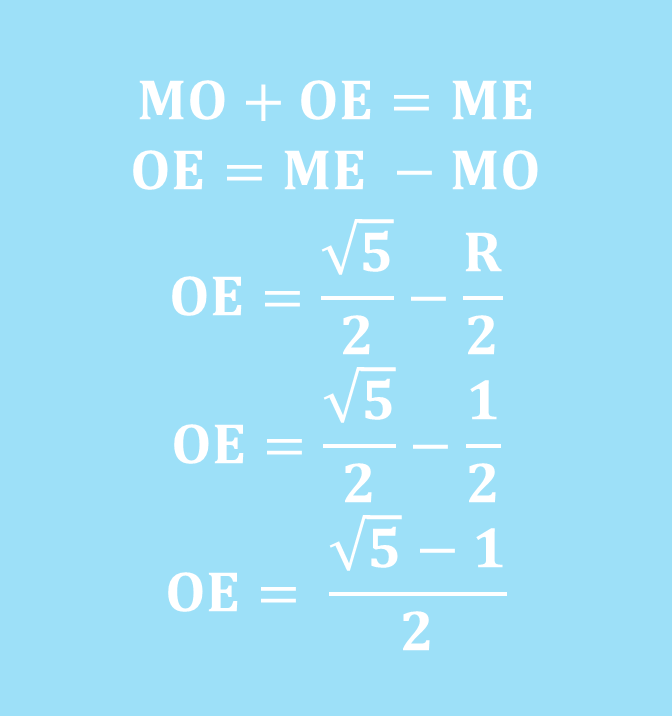 MO + OE = ME
OE = ME − MO
OE = √5/2 − R/2
OE = √5/2 − 1/2
OE = (√5 − 1)/2